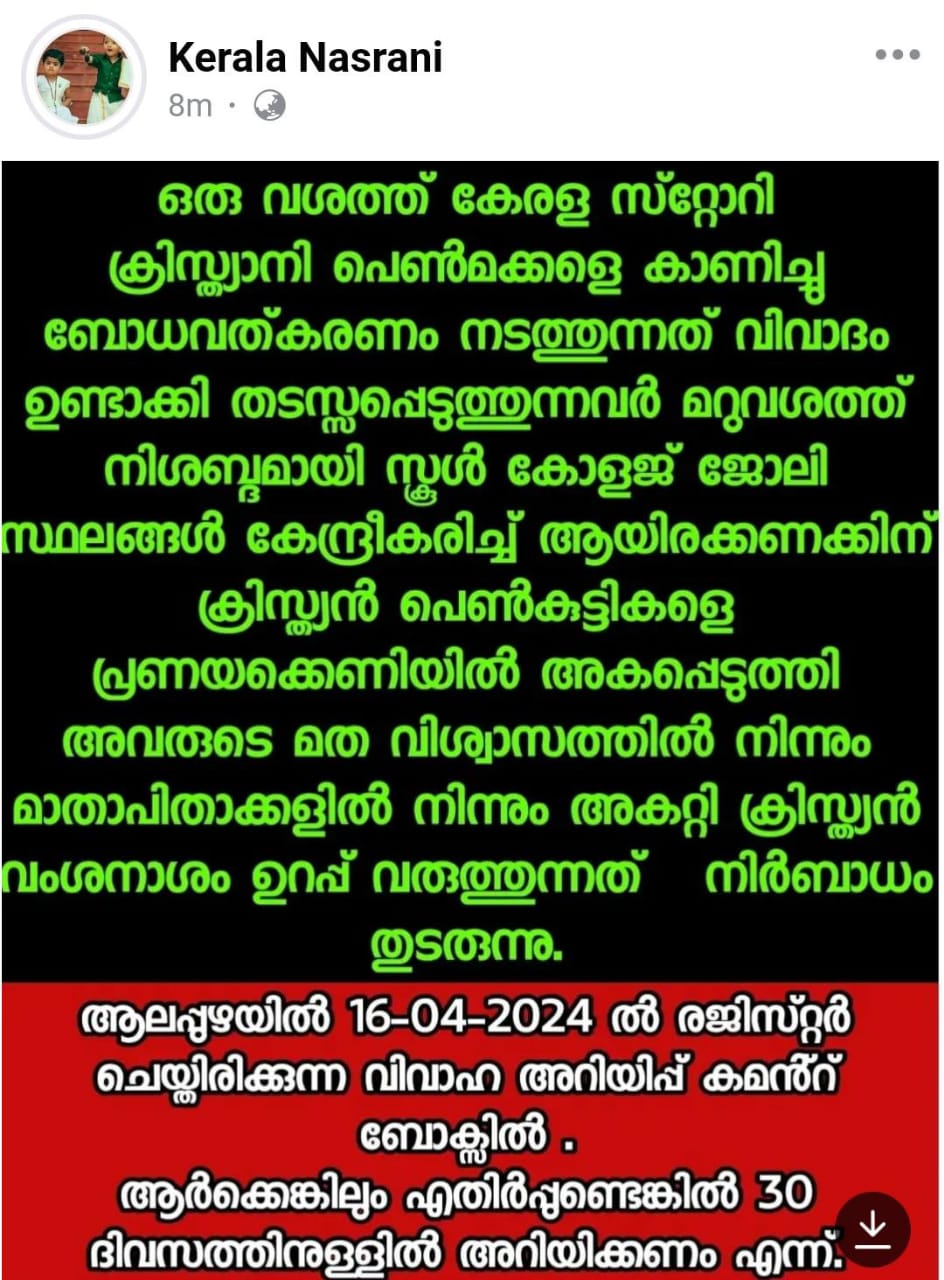 Kerala Nasrani
8m ·
ഒരു വശത്ത് കേരള സ്റ്റോറി
ക്രിസ്ത്യാനി പെൺമക്കളെ കാണിച്ചു
ബോധവത്കരണം നടത്തുന്നത് വിവാദം
ഉണ്ടാക്കി തടസ്സപ്പെടുത്തുന്നവർ മറുവശത്ത്
നിശബ്ദമായി സ്കൂൾ കോളജ് ജോലി
സ്ഥലങ്ങൾ കേന്ദ്രീകരിച്ച് ആയിരക്കണക്കിന്
ക്രിസ്ത്യൻ പെൺകുട്ടികളെ
പ്രണയക്കെണിയിൽ അകപ്പെടുത്തി
അവരുടെ മത വിശ്വാസത്തിൽ നിന്നും
മാതാപിതാക്കളിൽ നിന്നും അകറ്റി ക്രിസ്ത്യൻ
വംശനാശം ഉറപ്പ് വരുത്തുന്നത് നിർബാധം
തുടരുന്നു.
ആലപ്പുഴയിൽ 16-04-2024 ൽ രജിസ്റ്റർ
ചെയ്തിരിക്കുന്ന വിവാഹ അറിയിപ്പ് കമൻ്റ്
ബോക്സിൽ .
ആർക്കെങ്കിലും എതിർപ്പുണ്ടെങ്കിൽ 30
ദിവസത്തിനുള്ളിൽ അറിയിക്കണം എന്ന്.